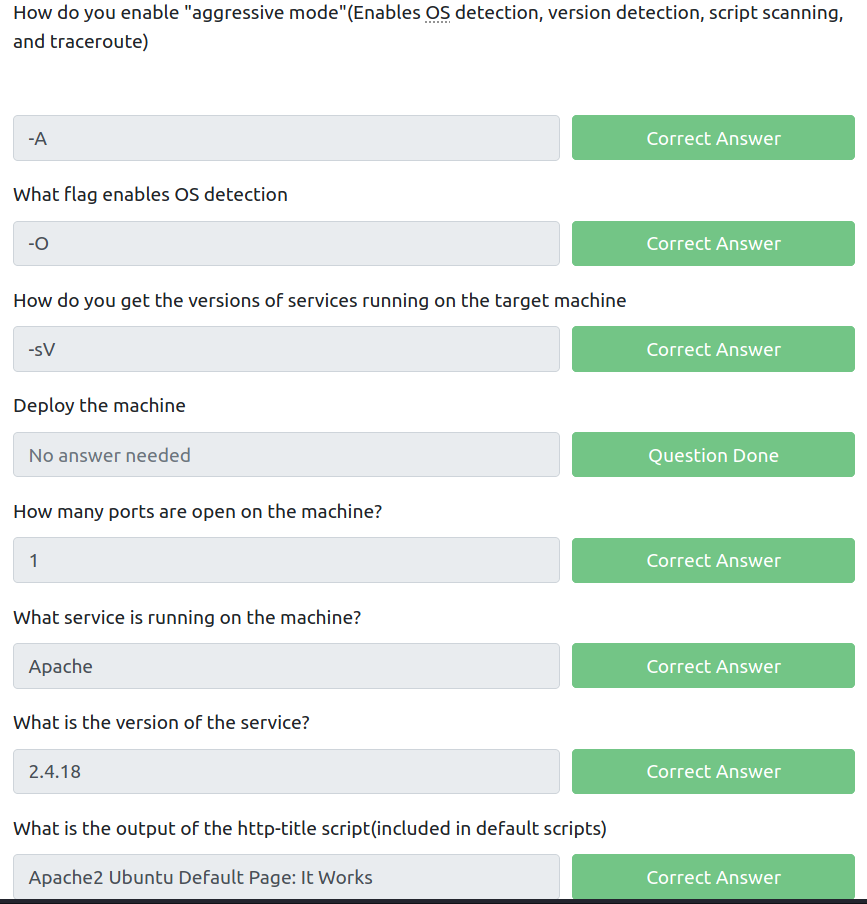 How do you enable "aggressive mode"(Enables OS detection, version detection, script scanning,
and traceroute)
-A
Correct Answer
What flag enables OS detection
-O
Correct Answer
How do you get the versions of services running on the target machine
-sV
Correct Answer
Deploy the machine
No answer needed
Question Done
How many ports are open on the machine?
1
Correct Answer
What service is running on the machine?
Apache
Correct Answer
What is the version of the service?
2.4.18
Correct Answer
What is the output of the http-title script(included in default scripts)
Apache2 Ubuntu Default Page: It Works
Correct Answer